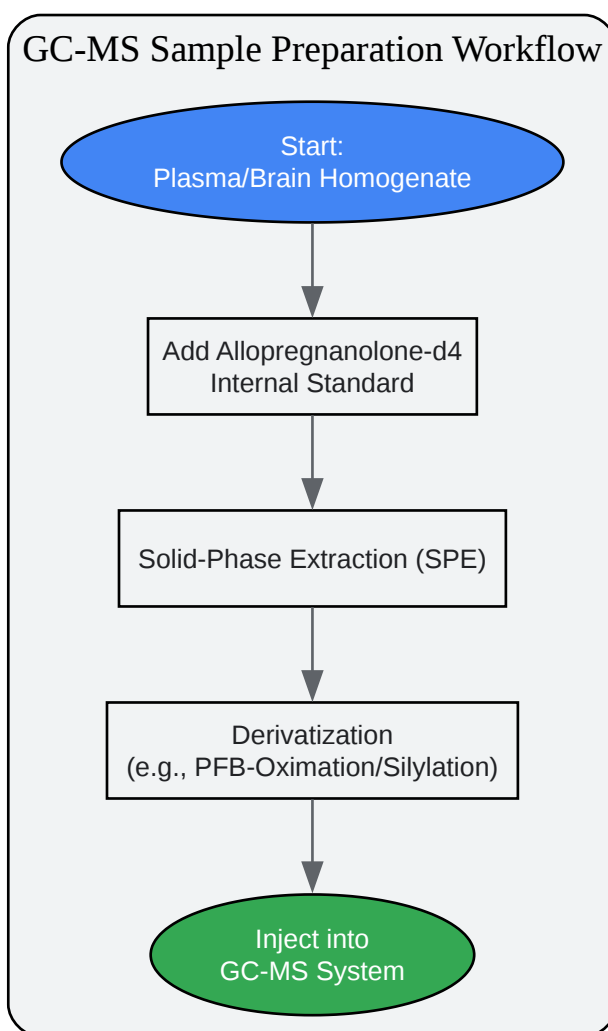 GC-MS Sample Preparation Workflow
Start:
Plasma/Brain Homogenate
Add Allopregnanolone-d4
Internal Standard
Solid-Phase Extraction (SPE)
Derivatization
(e.g., PFB-Oximation/Silylation)
Inject into
GC-MS System